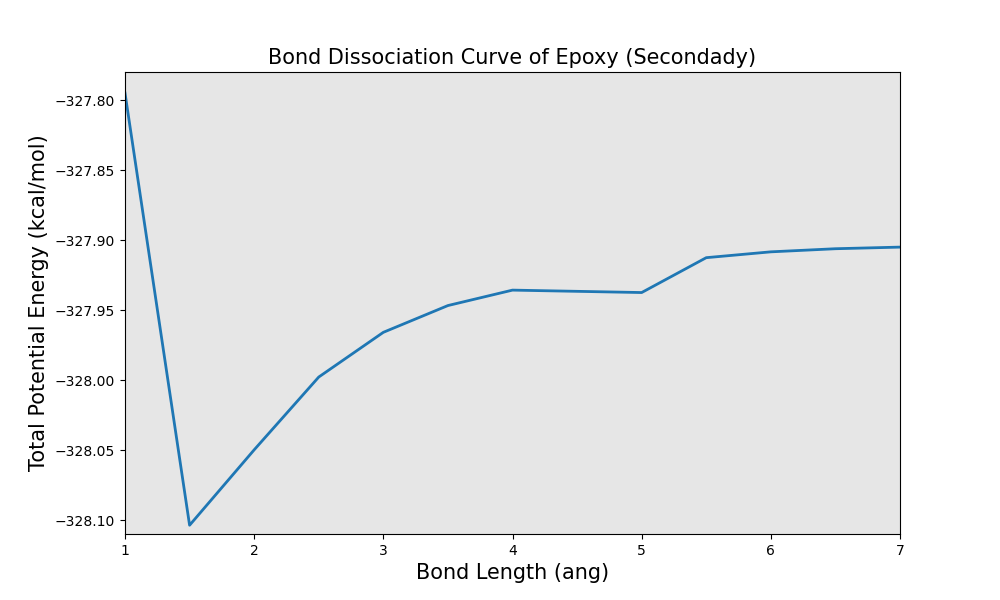 Bond Dissociation Curve of Epoxy (Secondady)
Total Potential Energy (kcal/mol)
−327.80
−327.85
−327.90
−327.95
−328.00
−328.05
−328.10
1 2 3 4 5 6 7
Bond Length (ang)